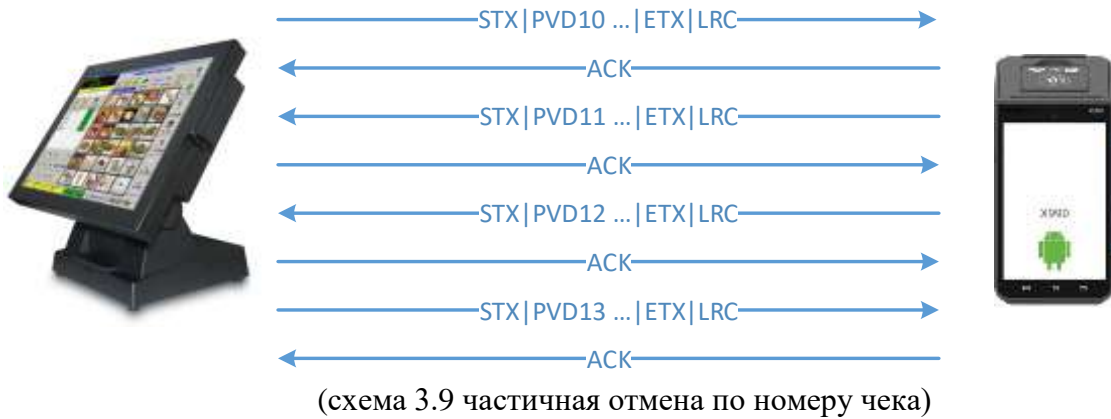 STX|PVD10 ...|ETX|LRC
ACK
STX|PVD11 ...|ETX|LRC
ACK
STX|PVD12 ...|ETX|LRC
ACK
STX|PVD13 ...|ETX|LRC
ACK
X990
(схема 3.9 частичная отмена по номеру чека)